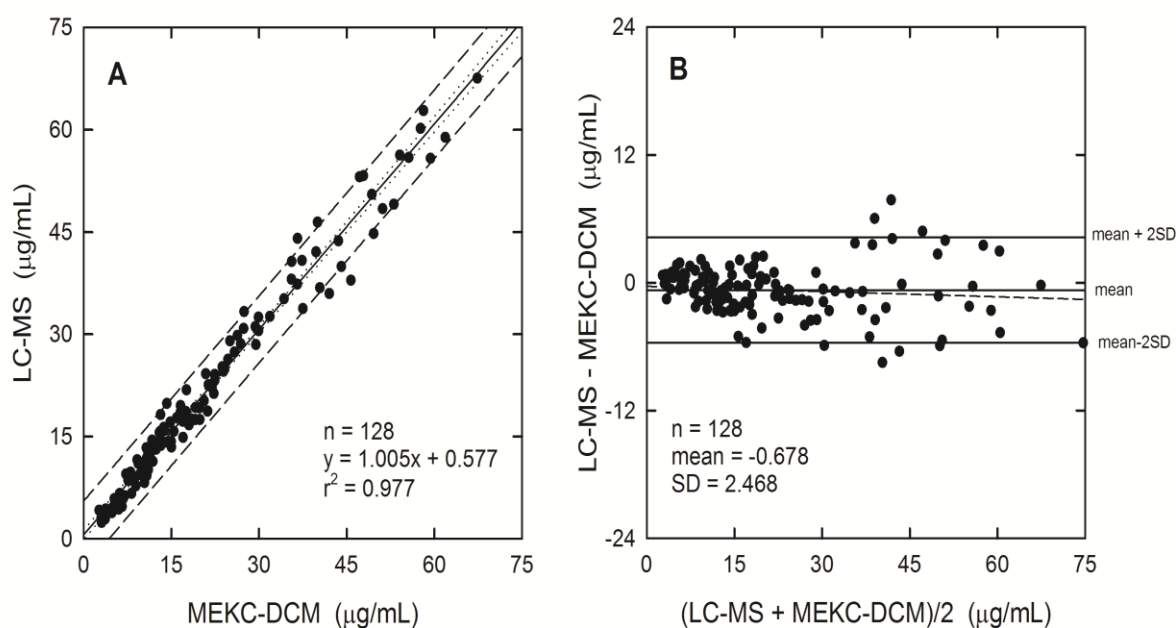 A
LC-MS (µg/mL)
75
60
45
30
15
0
n = 128
y = 1.005x + 0.577
r² = 0.977
0 15 30 45 60 75
MEKC-DCM (µg/mL)
B
LC-MS - MEKC-DCM (µg/mL)
24
12
0
-12
-24
mean + 2SD
mean
mean-2SD
n = 128
mean = -0.678
SD = 2.468
0 15 30 45 60 75
(LC-MS + MEKC-DCM)/2 (µg/mL)